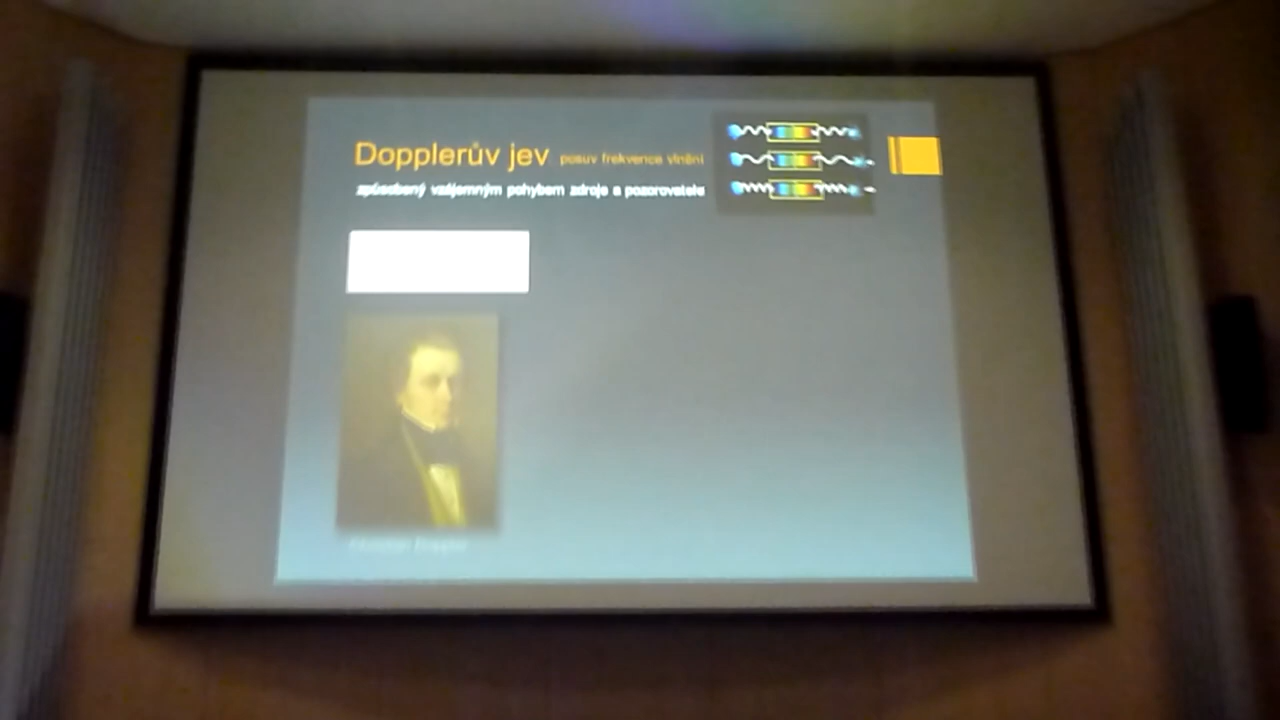 Dopplerův jev posuv frekvence vlnění
způsobený vzájemným pohybem zdroje a pozorovatele